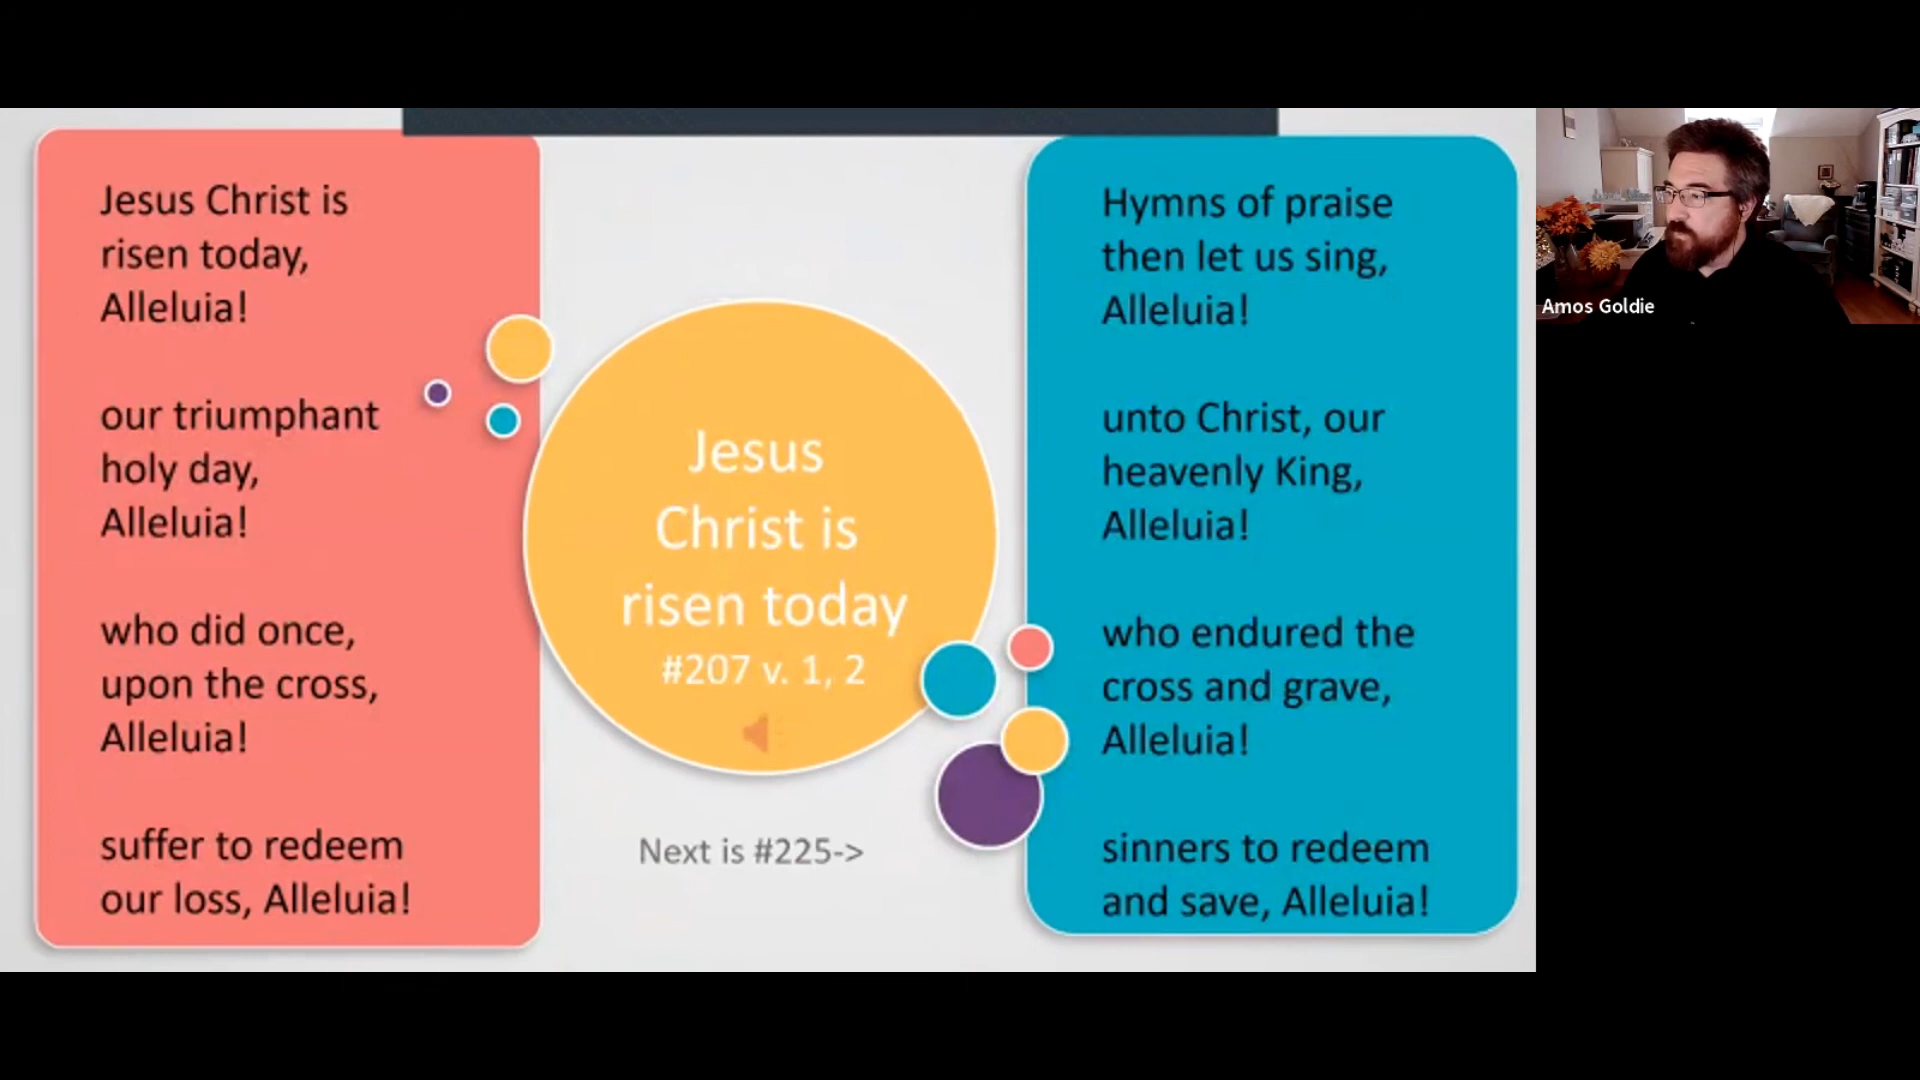 Jesus Christ is
risen today,
Alleluia!
our triumphant
holy day,
Alleluia!
who did once,
upon the cross,
Alleluia!
suffer to redeem
our loss, Alleluia!
Jesus
Christ is
risen today
#207 v. 1, 2
Next is #225->
Hymns of praise
then let us sing,
Alleluia!
unto Christ, our
heavenly King,
Alleluia!
who endured the
cross and grave,
Alleluia!
sinners to redeem
and save, Alleluia!
Amos Goldie